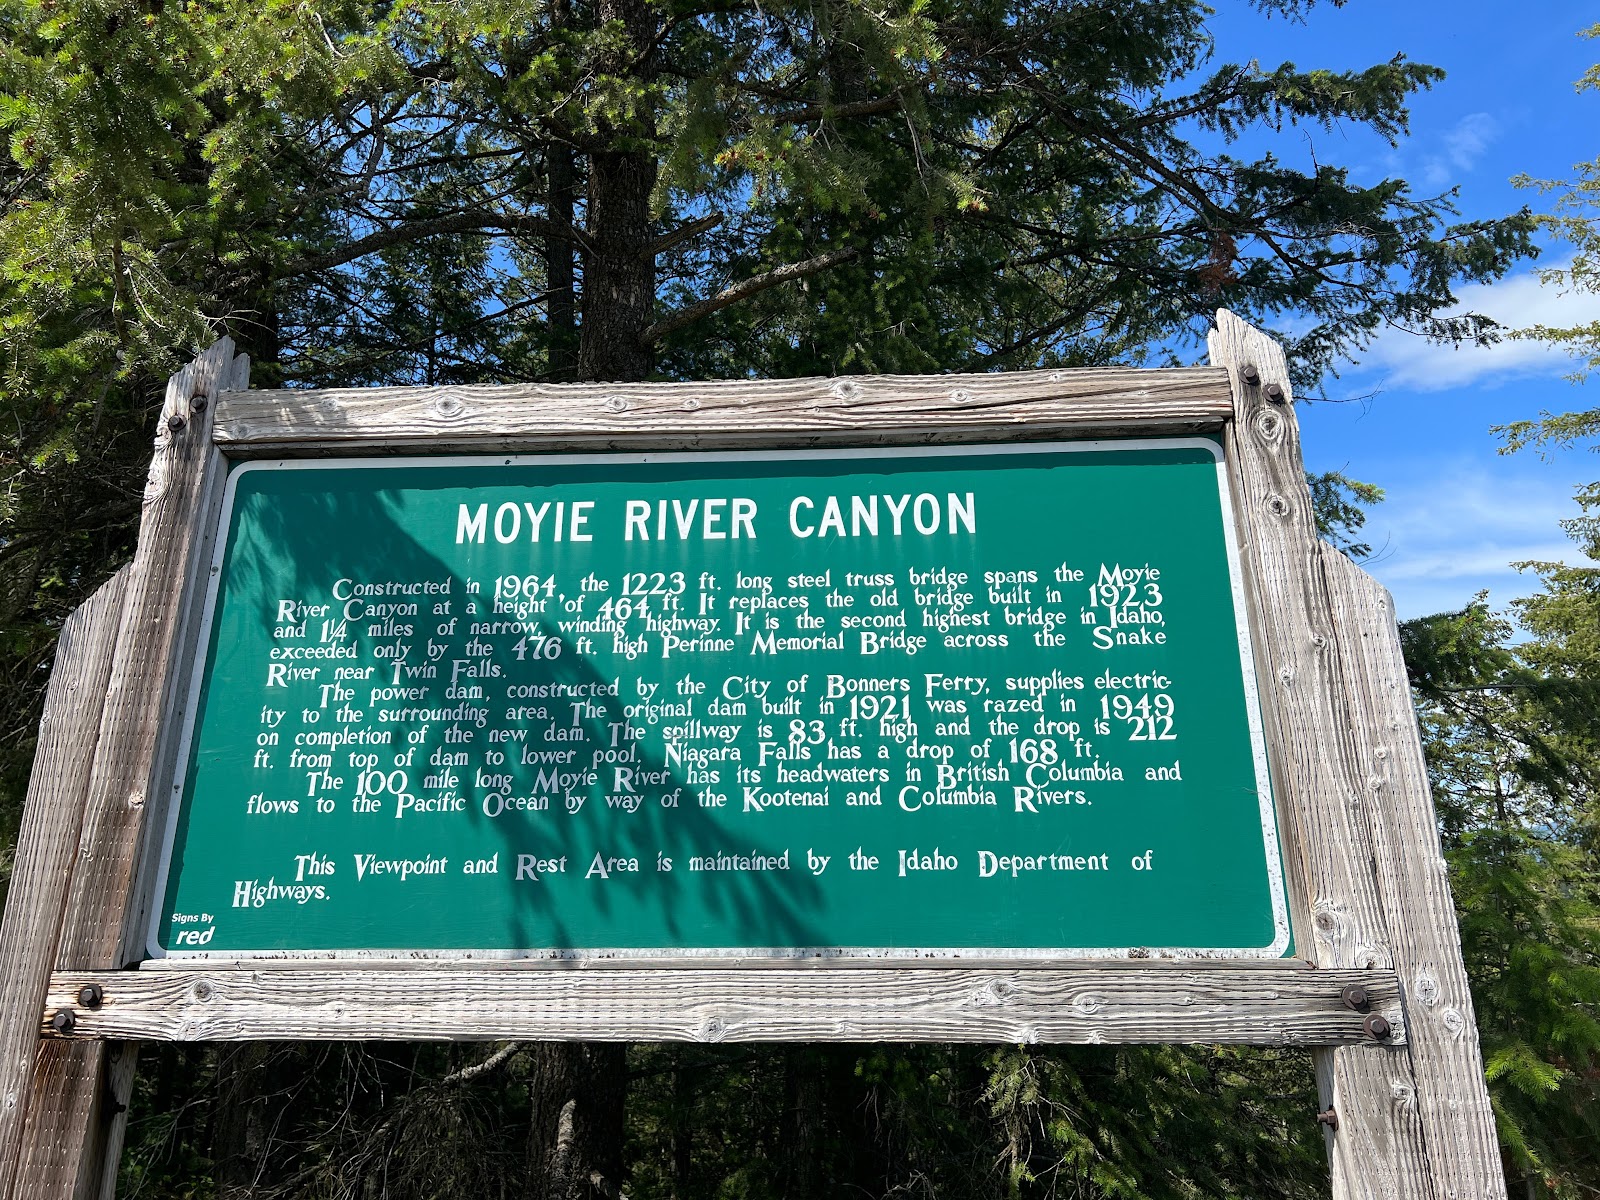 MOYIE RIVER CANYON
Constructed in 1964, the 1223 ft. long steel truss bridge spans the Moyie
River Canyon at a height of 464 ft. It replaces the old bridge built in 1923
and 1¼ miles of narrow, winding highway. It is the second highest bridge in Idaho,
exceeded only by the 476 ft. high Perinne Memorial Bridge across the Snake
River near Twin Falls.
The power dam, constructed by the City of Bonners Ferry, supplies electric-
ity to the surrounding area. The original dam built in 1921 was razed in 1949
on completion of the new dam. The spillway is 83 ft. high and the drop is 212
ft. from top of dam to lower pool. Niagara Falls has a drop of 168 ft.
The 100 mile long Moyie River has its headwaters in British Columbia and
flows to the Pacific Ocean by way of the Kootenai and Columbia Rivers.
This Viewpoint and Rest Area is maintained by the Idaho Department of
Highways.
Signs By
red